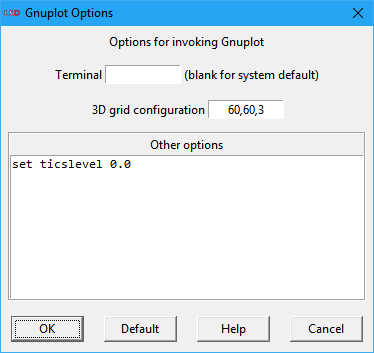 Gnuplot Options
Options for invoking Gnuplot
Terminal (blank for system default)
3D grid configuration 60,60,3
Other options
set ticslevel 0.0
OK Default Help Cancel